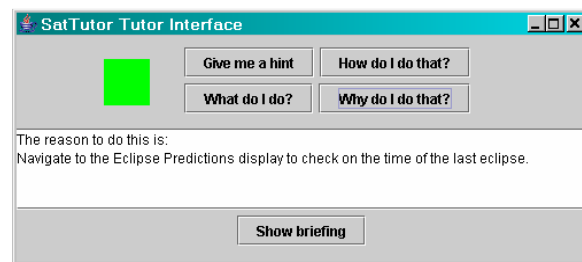 SatTutor Tutor Interface
Give me a hint
How do I do that?
What do I do?
Why do I do that?
The reason to do this is:
Navigate to the Eclipse Predictions display to check on the time of the last eclipse.
Show briefing